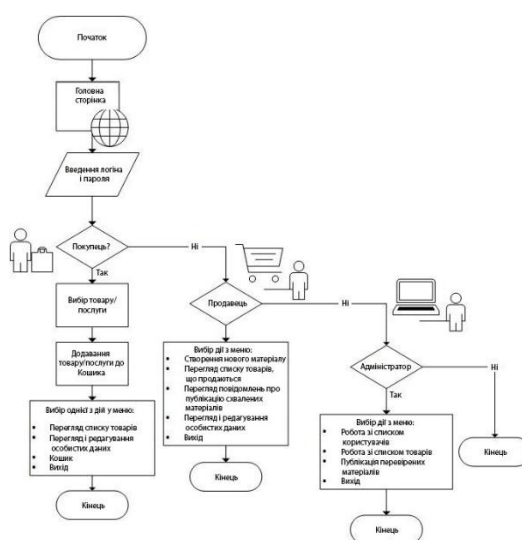 Початок
Головна
сторінка
Введення логіна
і пароля
Покупець?
Ні
Так
Продавець
Ні
Вибір товару/
послуги
Додавання
товару/послуги до
Кошика
Вибір дії з меню:
Створення нового матеріалу
Перегляд списку товарів,
що продаються
Перегляд повідомлень про
публікацію схвалених
матеріалів
Перегляд і редагування
особистих даних
Вихід
Адміністратор
Ні
Так
Вибір однієї з дія у меню:
Перегляд списку товарів
Перегляд і редагування
особистих даних
Кошик
Вихід
Вибір дії з меню:
Робота зі списком
користувачів
Робота зі списком товарів
Публікація перевірених
матеріалів
Вихід
Кінець
Кінець
Кінець
Кінець